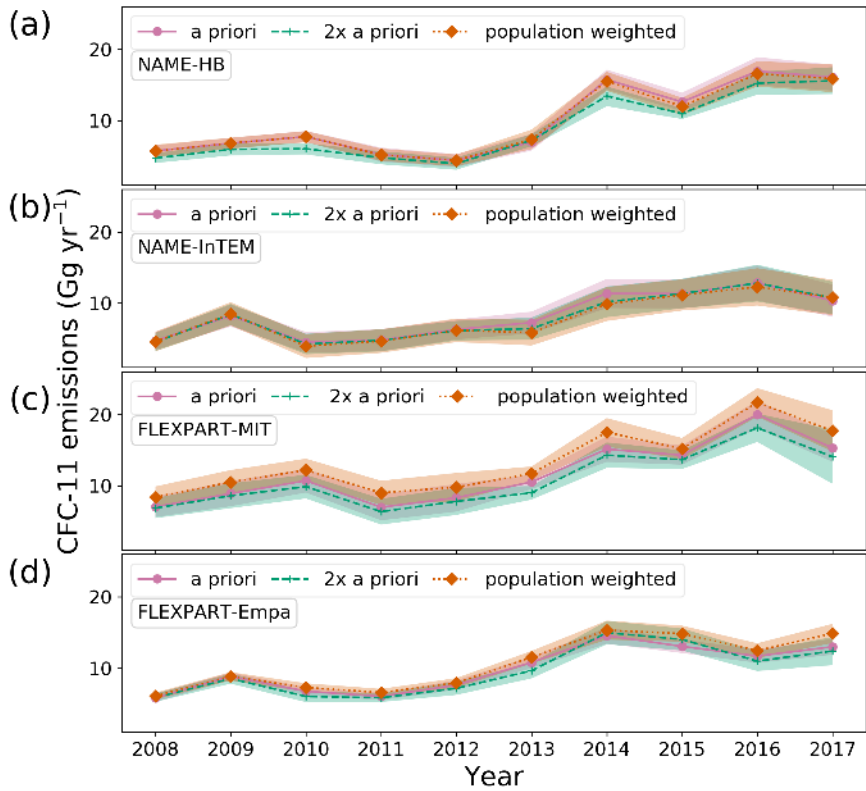 (a)
a priori 2x a priori population weighted
NAME-HB
20
10
(b)
a priori 2x a priori population weighted
NAME-InTEM
20
10
(c)
a priori 2x a priori population weighted
FLEXPART-MIT
20
10
(d)
a priori 2x a priori population weighted
FLEXPART-Empa
20
10
CFC-11 emissions (Gg yr⁻¹)
2008 2009 2010 2011 2012 2013 2014 2015 2016 2017
Year